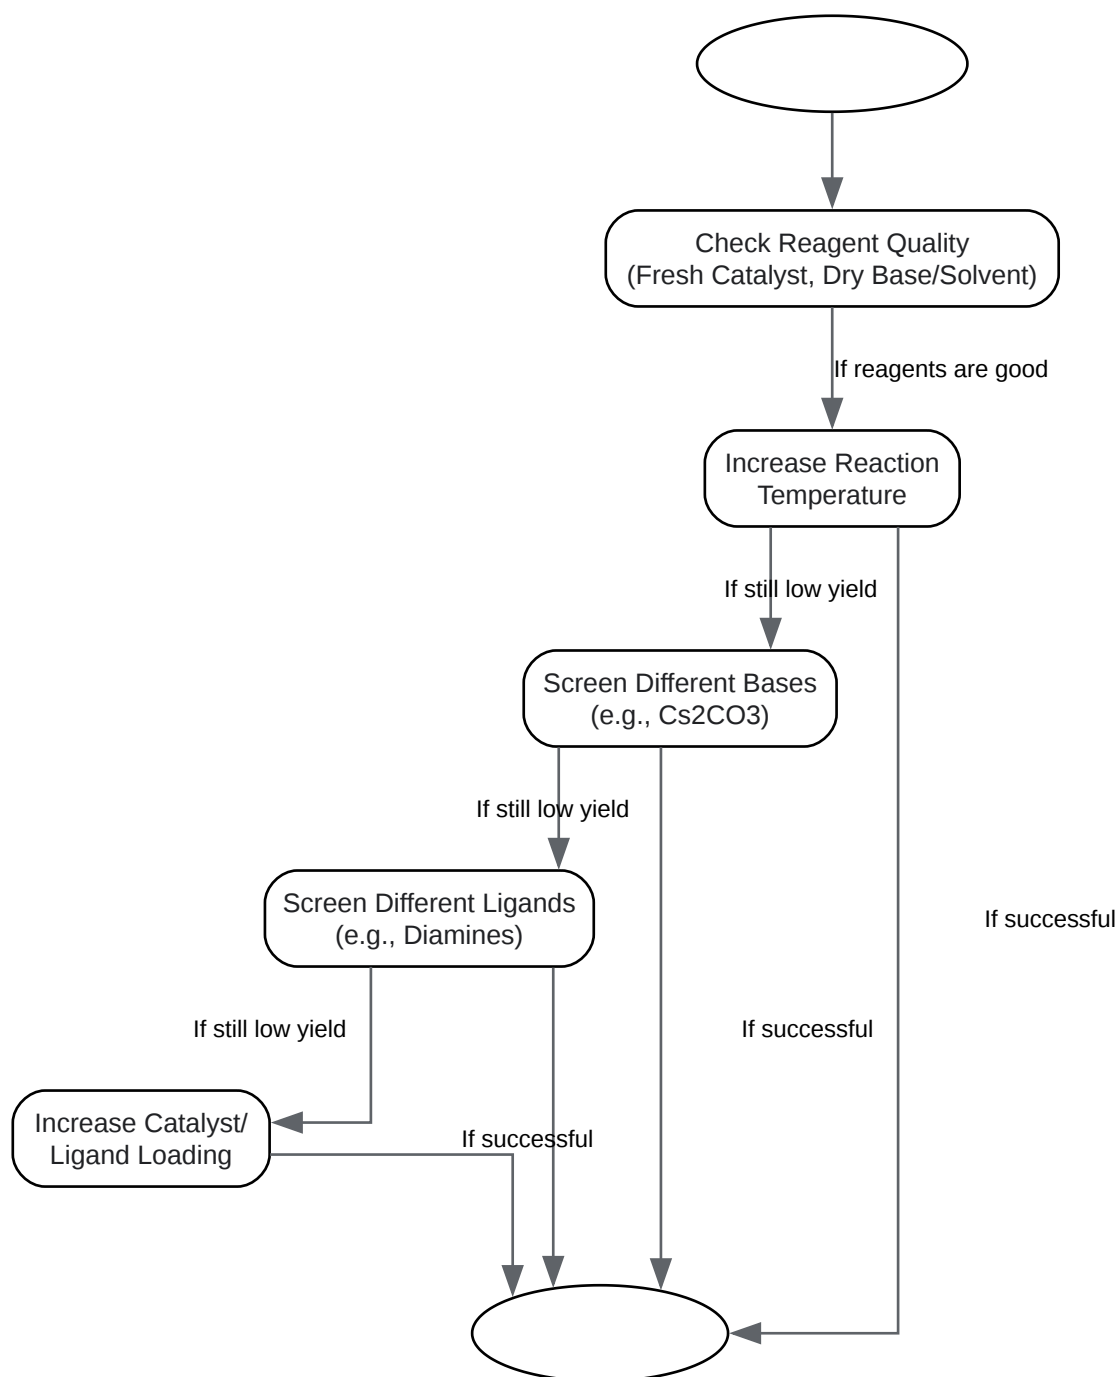 Check Reagent Quality
(Fresh Catalyst, Dry Base/Solvent)
If reagents are good
Increase Reaction
Temperature
If still low yield
Screen Different Bases
(e.g., Cs2CO3)
If still low yield
Screen Different Ligands
(e.g., Diamines)
If successful
If still low yield
If successful
Increase Catalyst/
Ligand Loading
If successful